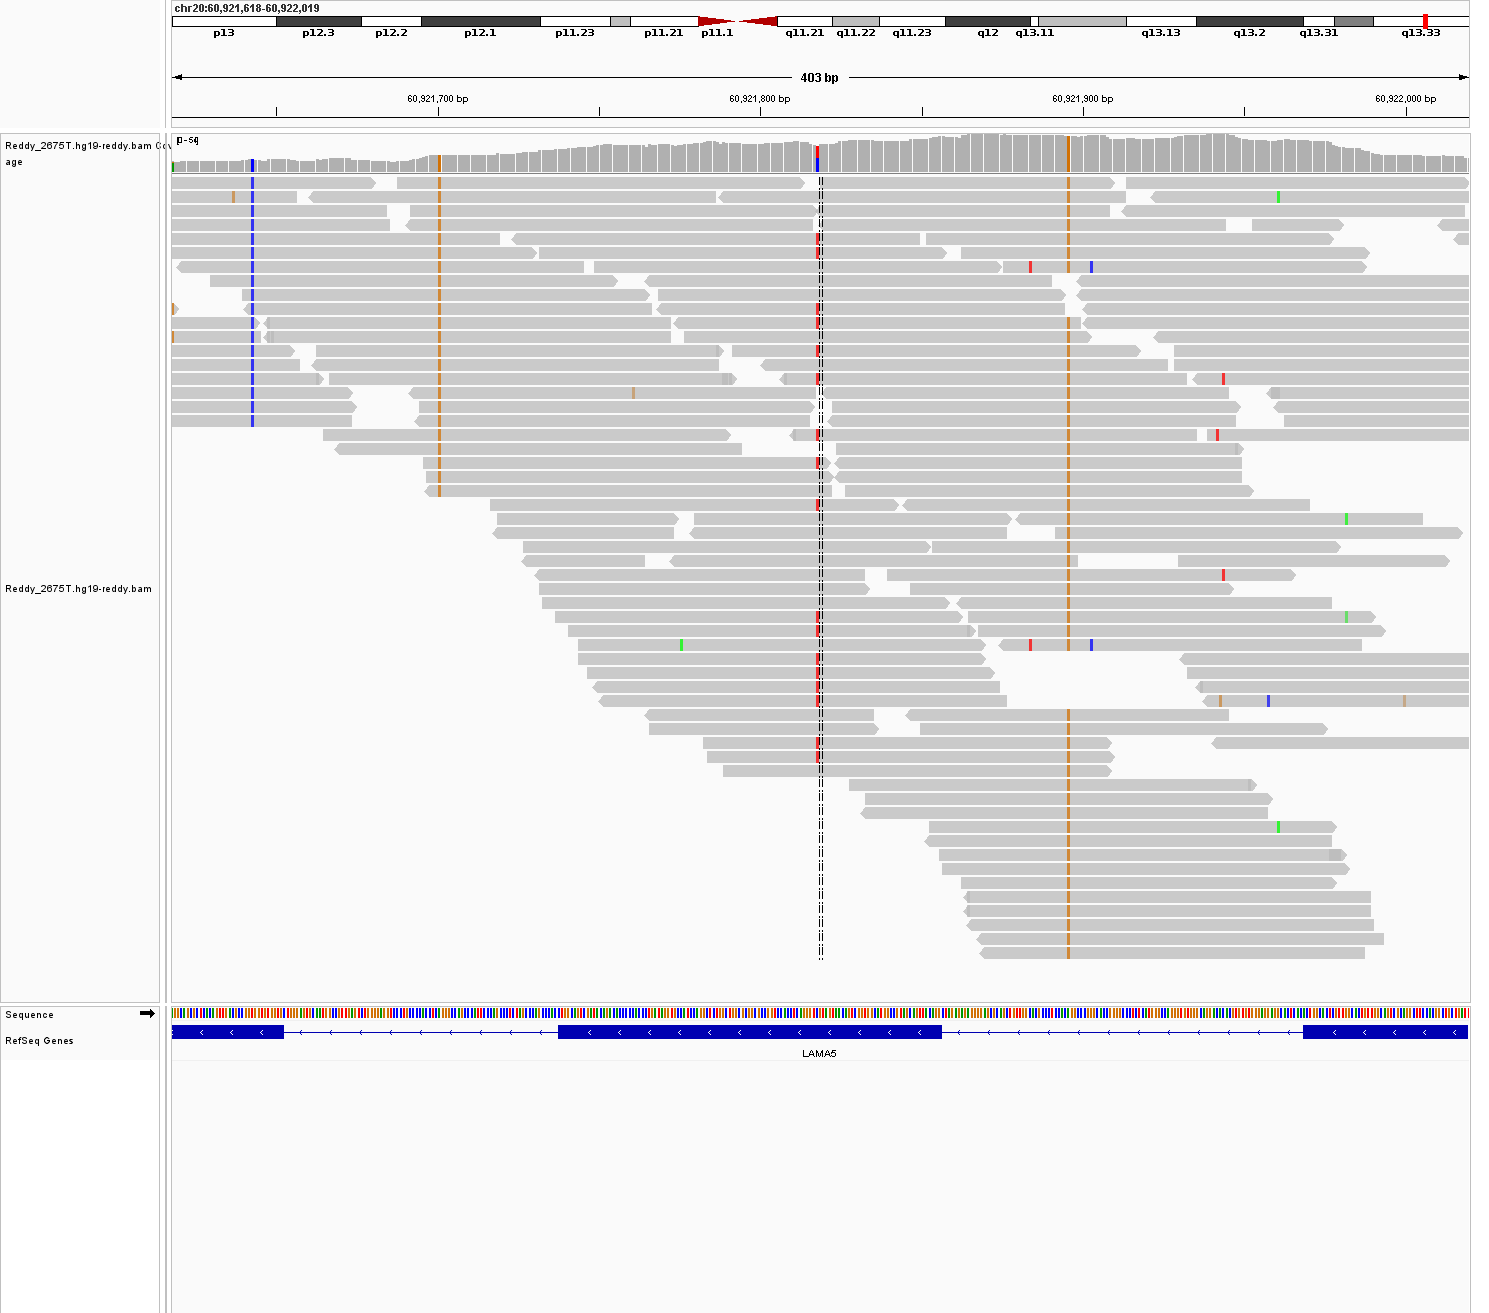 chr20:60,921,618-60,922,019
p13 p12.3 p12.2 p12.1 p11.23 p11.21 p11.1 q11.21 q11.22 q11.23 q12 q13.11 q13.13 q13.2 q13.31 q13.33
403 bp
60,921,700 bp 60,921,800 bp 60,921,900 bp 60,922,000 bp
[0-54]
Reddy_2675T.hg19-reddy.bam Cov
age
Reddy_2675T.hg19-reddy.bam
Sequence
RefSeq Genes
LAMA5